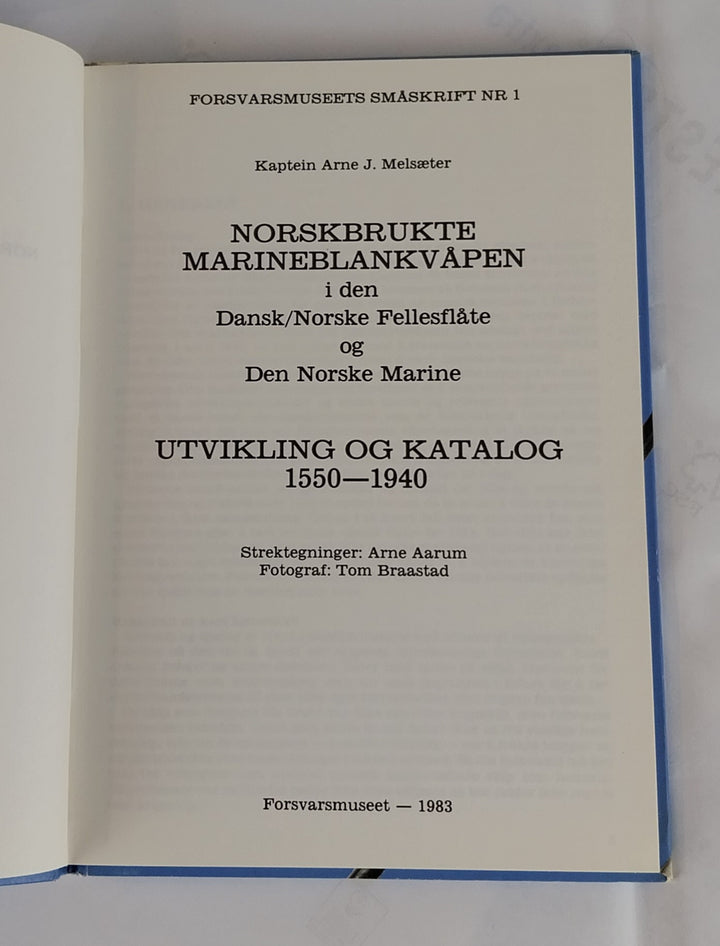 FORSVARSMUSEETS SMÅSKRIFT NR 1
Kaptein Arne J. Melsæter
NORSKBRUKTE
MARINEBLANKVÅPEN
i den
Dansk/Norske Fellesflåte
og
Den Norske Marine
UTVIKLING OG KATALOG
1550—1940
Strektegninger: Arne Aarum
Fotograf: Tom Braastad
Forsvarsmuseet — 1983